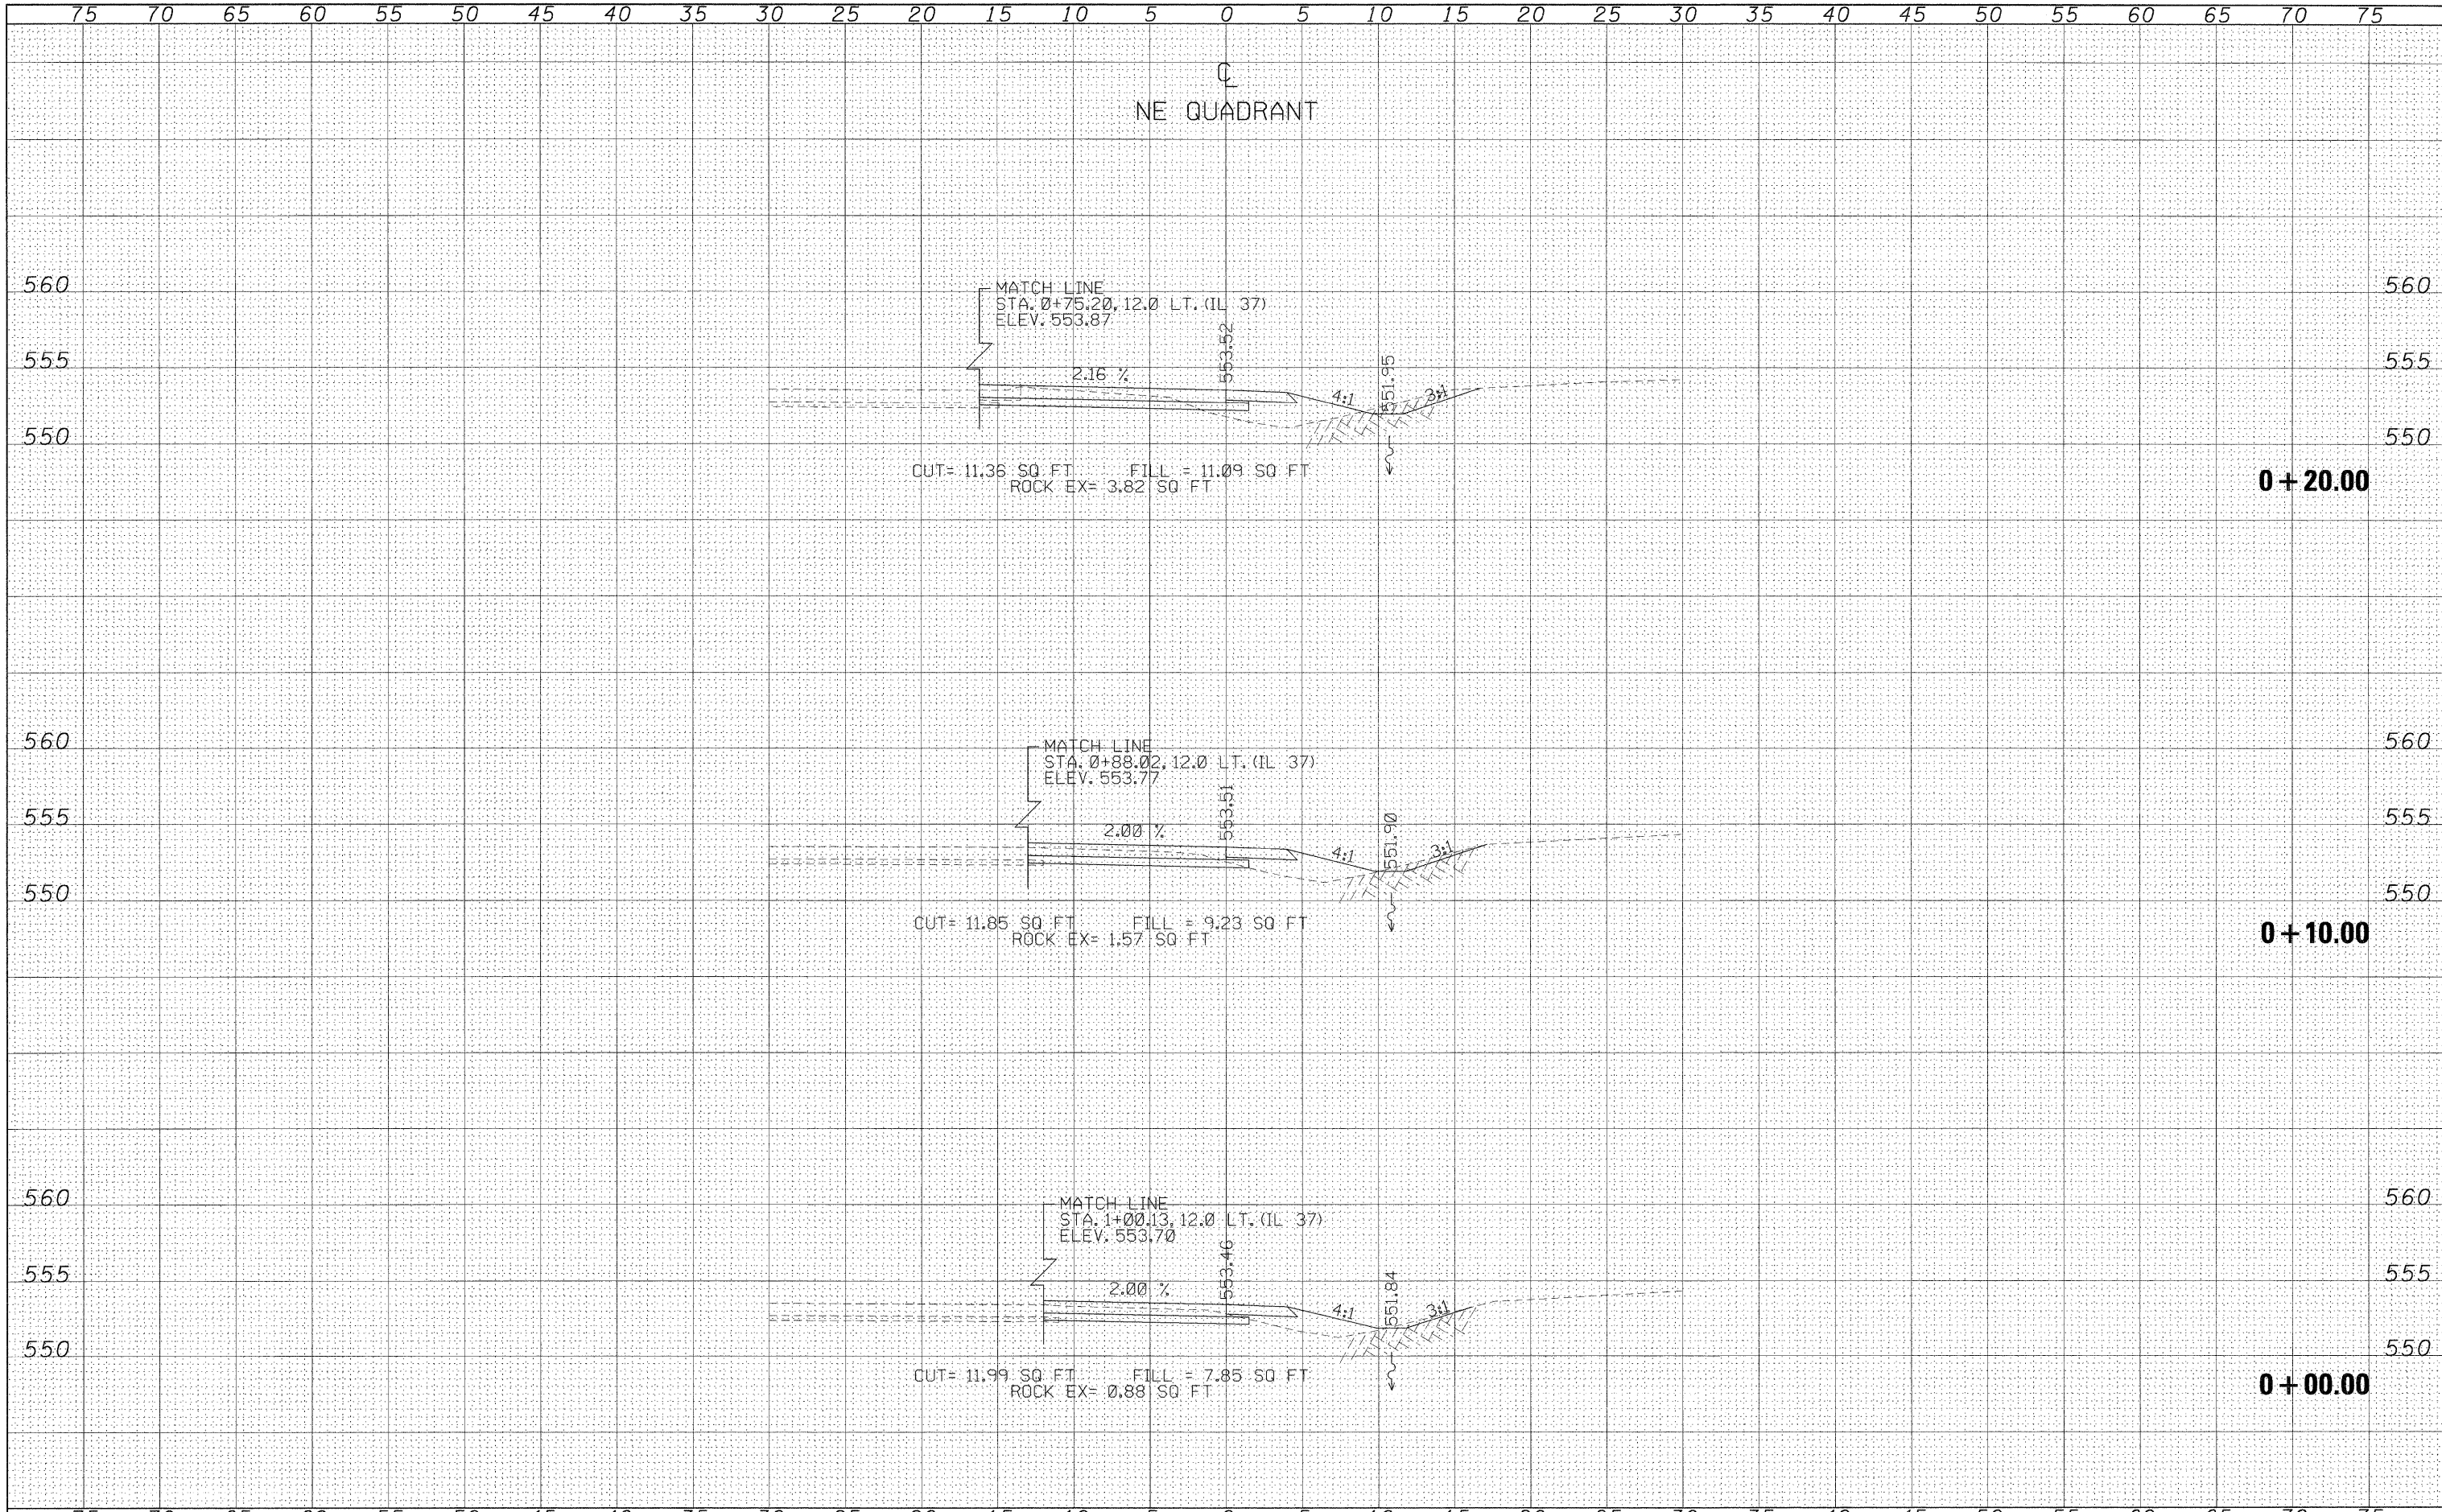 75 70 65 60 55 50 45 40 35 30 25 20 15 10 5 0 5 10 15 20 25 30 35 40 45 50 55 60 65 70 75
℄
NE QUADRANT
560 560
MATCH LINE
STA. 0+75.20, 12.0 LT. (IL 37)
ELEV. 553.87
553.52
555 555
2.16 %
551.95
4:1 3:1
550 550
CUT= 11.36 SQ FT FILL = 11.09 SQ FT
ROCK EX= 3.82 SQ FT
0+20.00
560 560
MATCH LINE
STA. 0+88.02, 12.0 LT. (IL 37)
ELEV. 553.77
553.51
555 555
2.00 %
551.90
4:1 3:1
550 550
CUT= 11.85 SQ FT FILL = 9.23 SQ FT
ROCK EX= 1.57 SQ FT
0+10.00
560 560
MATCH LINE
STA. 1+00.13, 12.0 LT. (IL 37)
ELEV. 553.70
553.46
555 555
2.00 %
551.84
4:1 3:1
550 550
CUT= 11.99 SQ FT FILL = 7.85 SQ FT
ROCK EX= 0.88 SQ FT
0+00.00